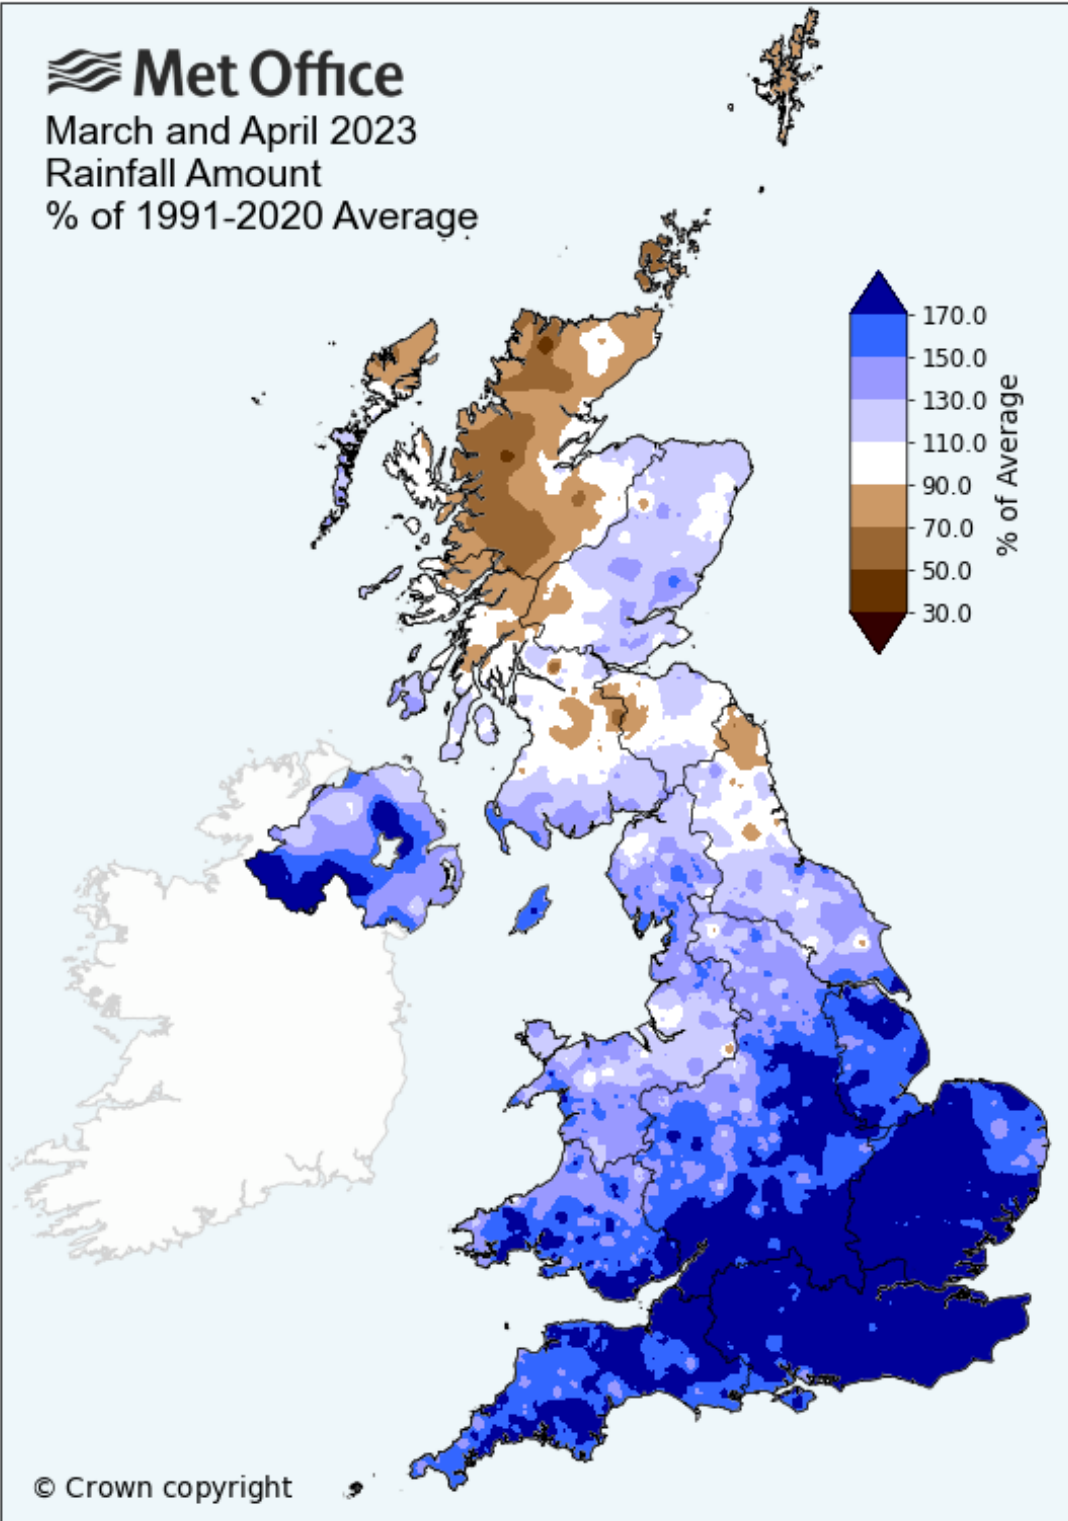 Met Office
March and April 2023
Rainfall Amount
% of 1991-2020 Average
170.0
150.0
130.0
110.0
90.0
70.0
50.0
30.0
% of Average
© Crown copyright